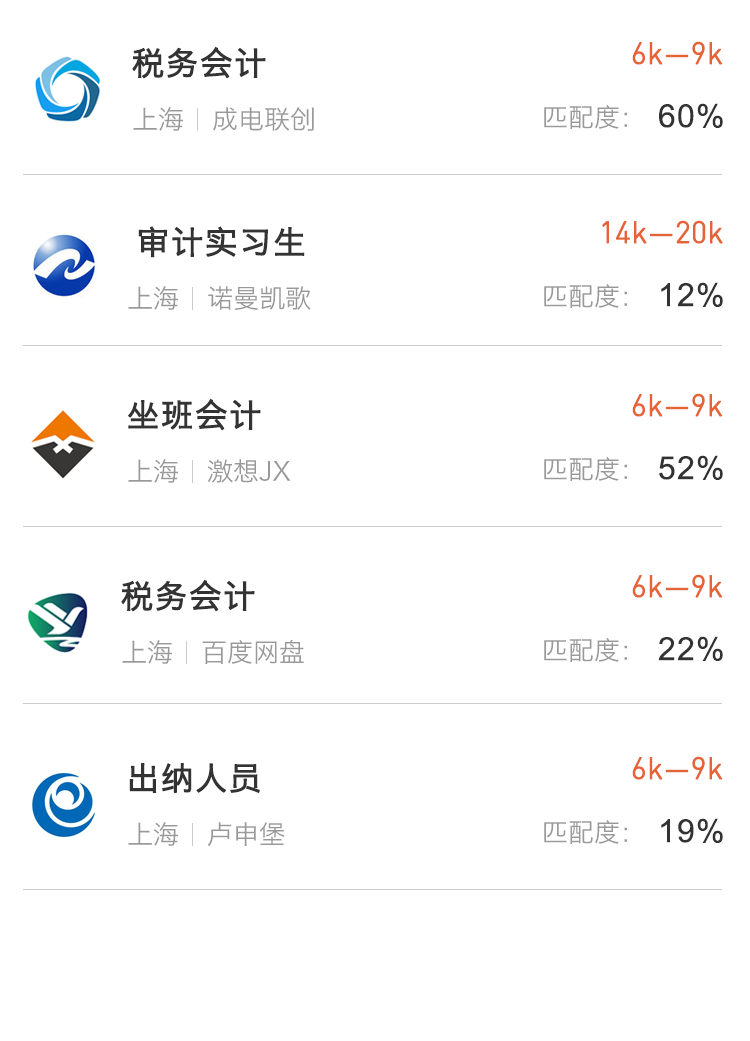 税务会计 6k—9k
上海 | 成电联创 匹配度： 60%
审计实习生 14k—20k
上海 | 诺曼凯歌 匹配度： 12%
坐班会计 6k—9k
上海 | 激想JX 匹配度： 52%
税务会计 6k—9k
上海 | 百度网盘 匹配度： 22%
出纳人员 6k—9k
上海 | 卢申堡 匹配度： 19%